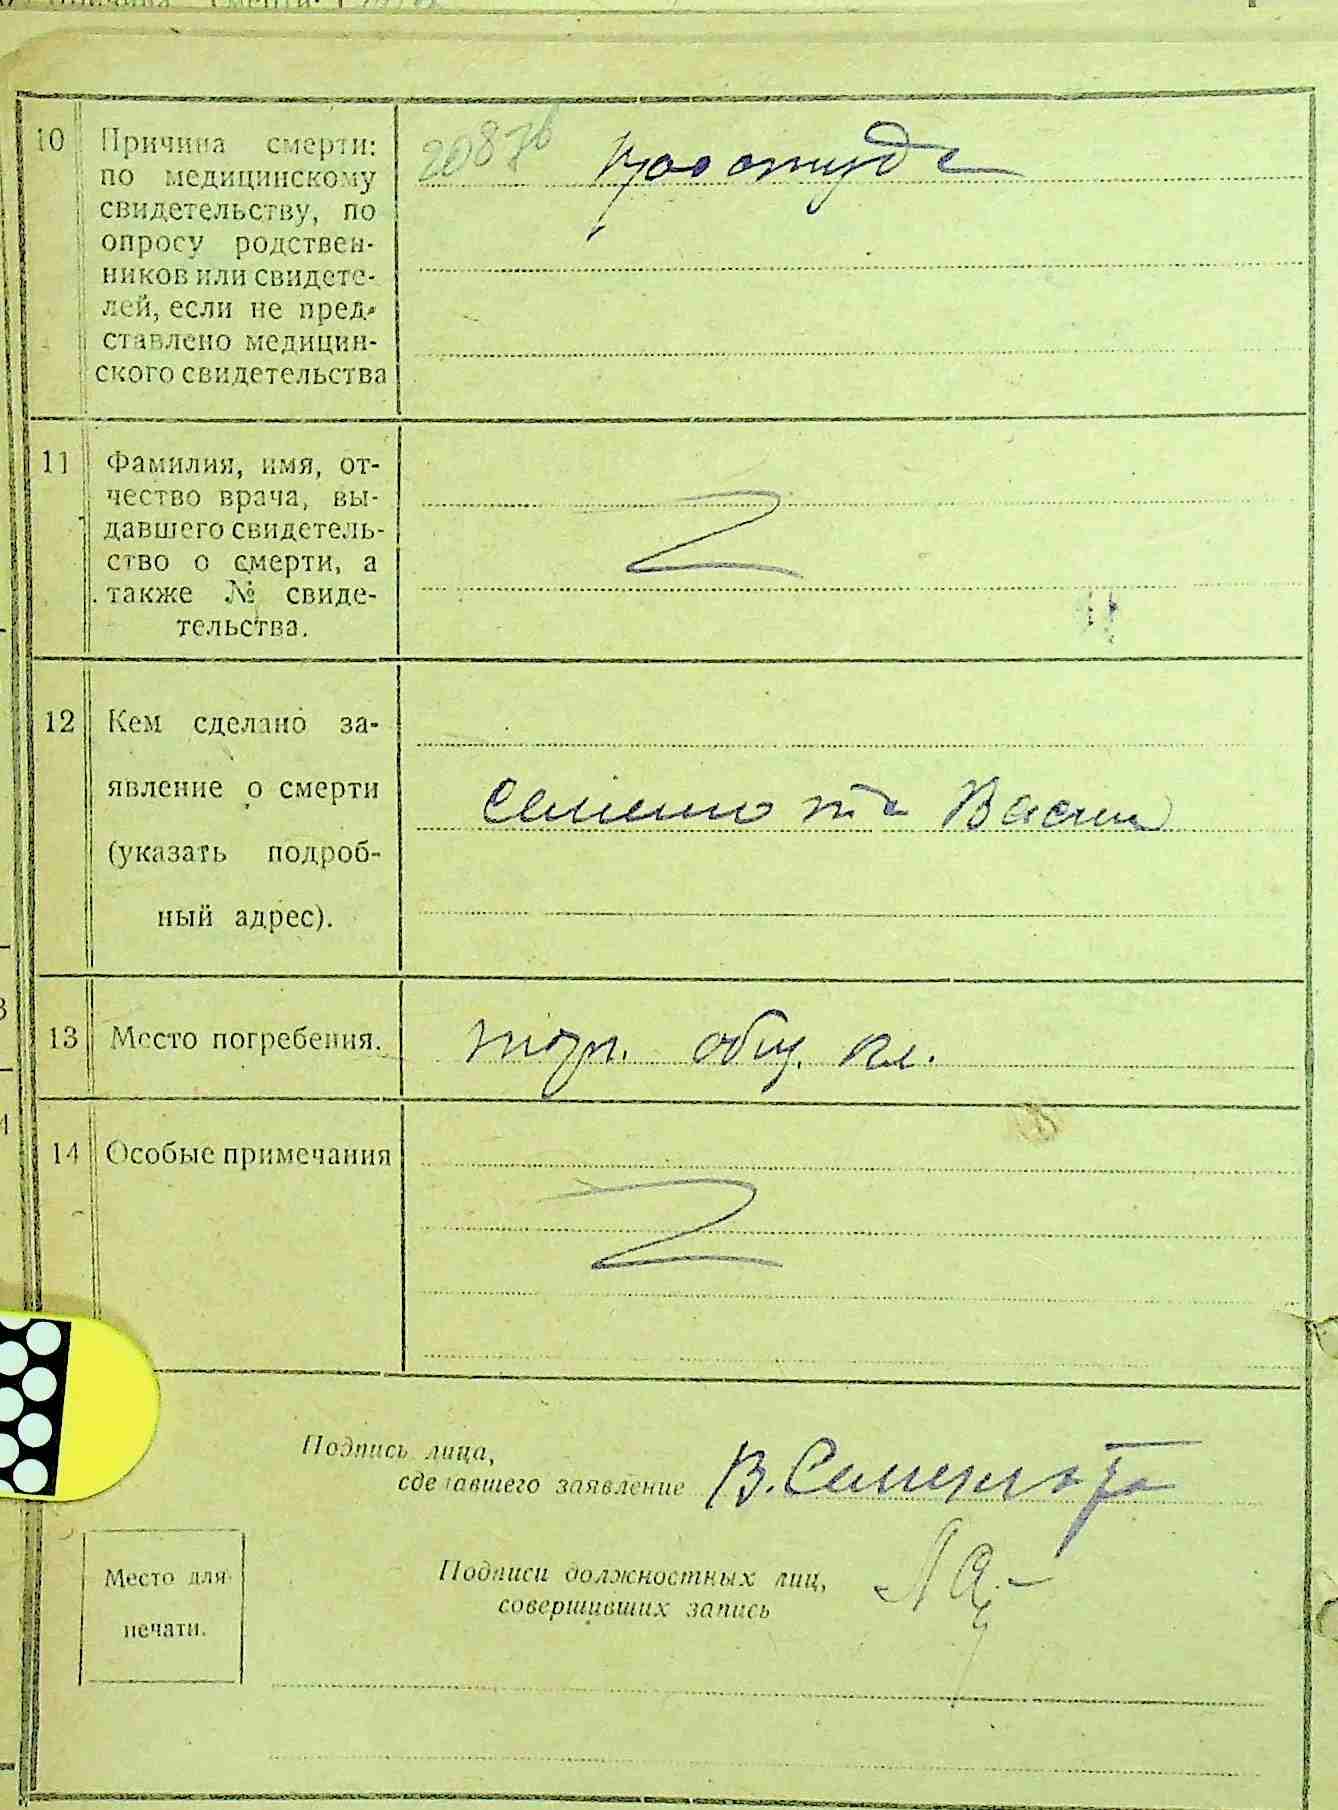 10 Причина смерти: простуда
по медицинскому
свидетельству, по
опросу родствен-
ников или свидете-
лей, если не пред-
ставлено медицин-
ского свидетельства
11 Фамилия, имя, от-
чество врача, вы-
давшего свидетель-
ство о смерти, а
также № свиде-
тельства.
12 Кем сделано за-
явление о смерти
(указать подроб-
ный адрес).
13 Место погребения. общ. кл.
14 Особые примечания
Подпись лица,
сделавшего заявление В.
Подписи должностных лиц,
совершивших запись
Место для
печати.